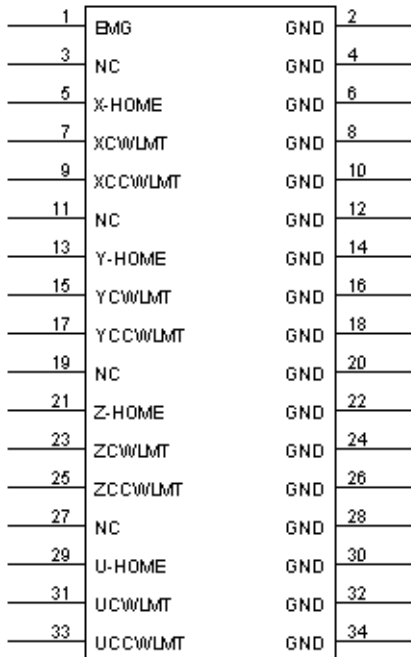 1 EMG GND 2
3 NC GND 4
5 X-HOME GND 6
7 XCWLMT GND 8
9 XCCWLMT GND 10
11 NC GND 12
13 Y-HOME GND 14
15 YCWLMT GND 16
17 YCCWLMT GND 18
19 NC GND 20
21 Z-HOME GND 22
23 ZCWLMT GND 24
25 ZCCWLMT GND 26
27 NC GND 28
29 U-HOME GND 30
31 UCWLMT GND 32
33 UCCWLMT GND 34